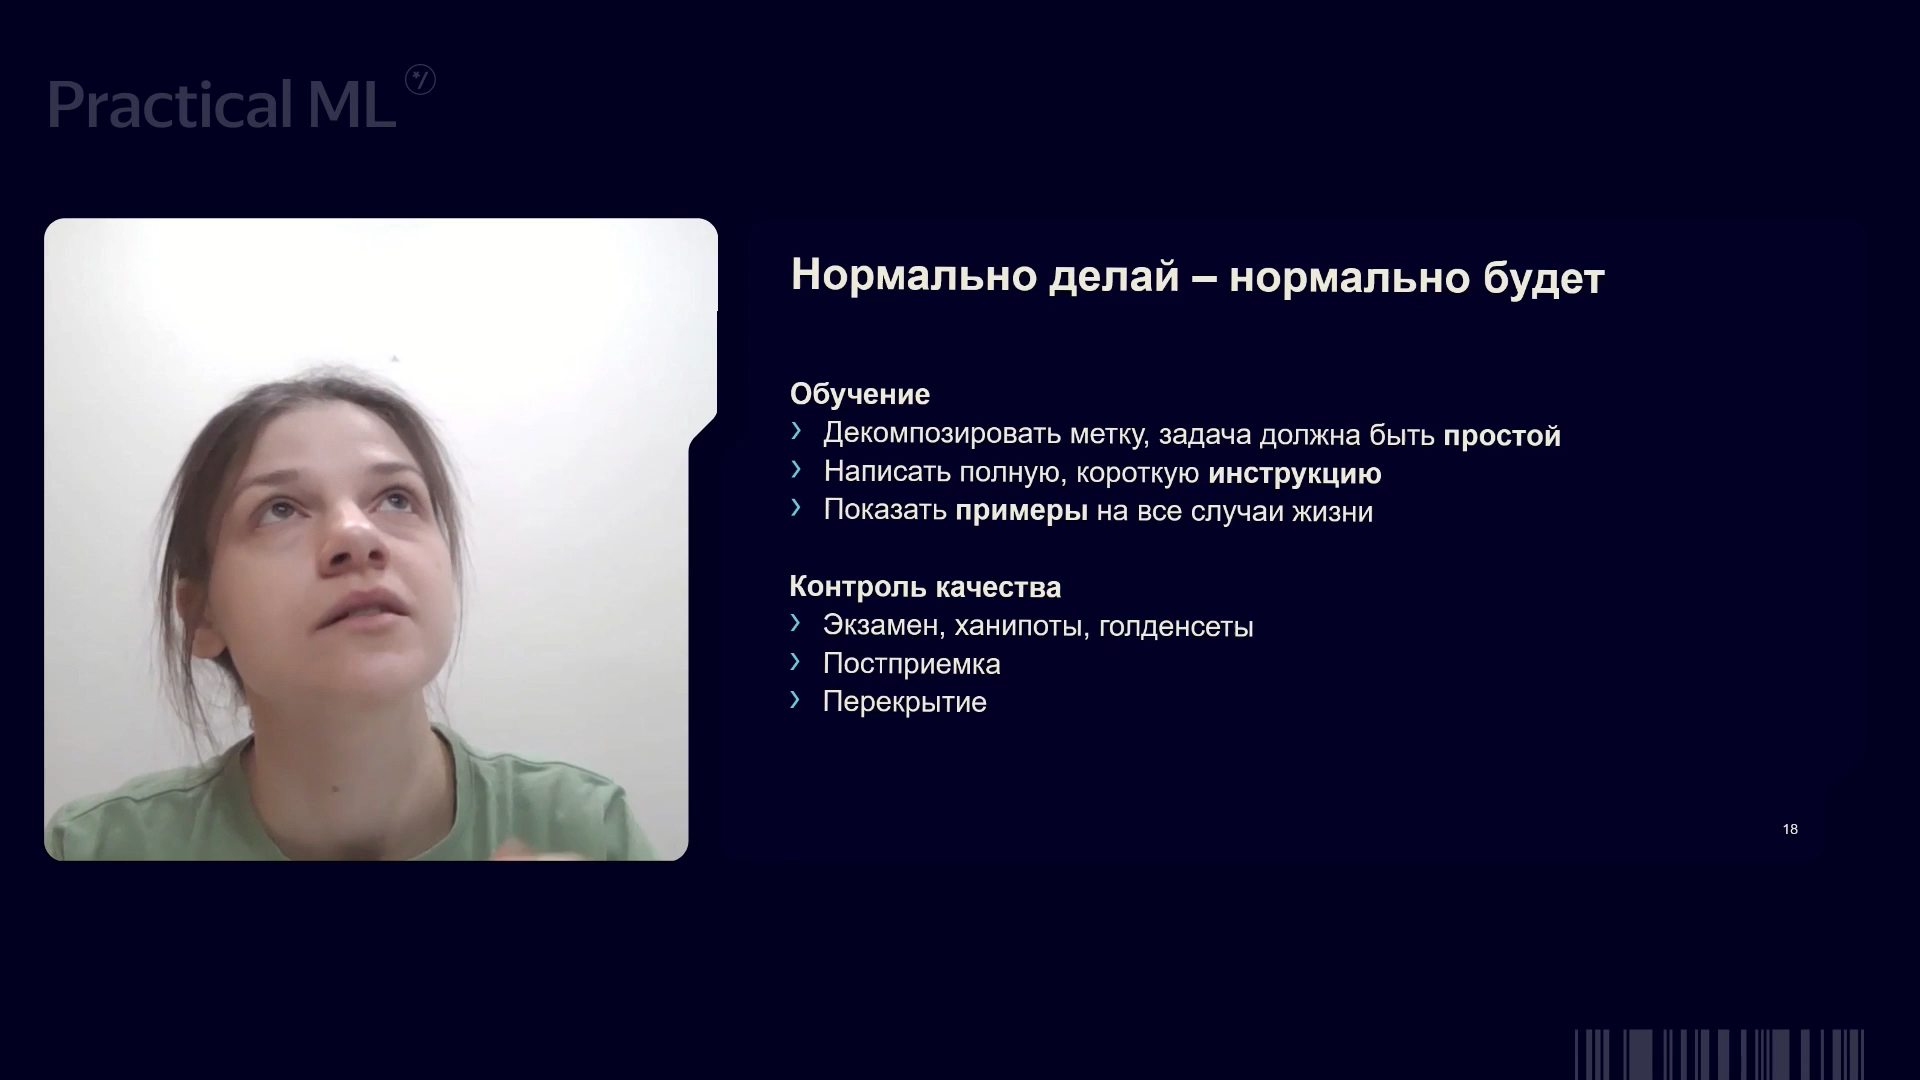 Practical ML
Нормально делай – нормально будет
Обучение
› Декомпозировать метку, задача должна быть простой
› Написать полную, короткую инструкцию
› Показать примеры на все случаи жизни
Контроль качества
› Экзамен, ханипоты, голденсеты
› Постприемка
› Перекрытие
18